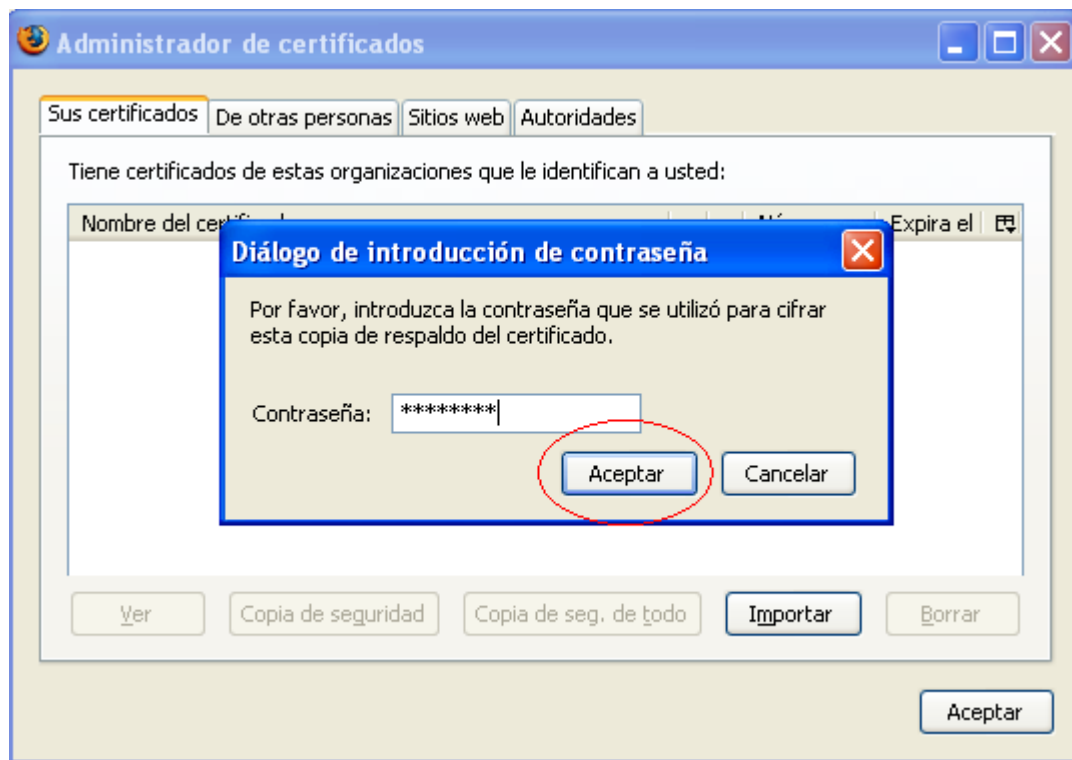 Administrador de certificados
Sus certificados De otras personas Sitios web Autoridades
Tiene certificados de estas organizaciones que le identifican a usted:
Nombre del Expira el
Diálogo de introducción de contraseña
Por favor, introduzca la contraseña que se utilizó para cifrar
esta copia de respaldo del certificado.
Contraseña: ********
Aceptar Cancelar
Ver Copia de seguridad Copia de seg. de todo Importar Borrar
Aceptar